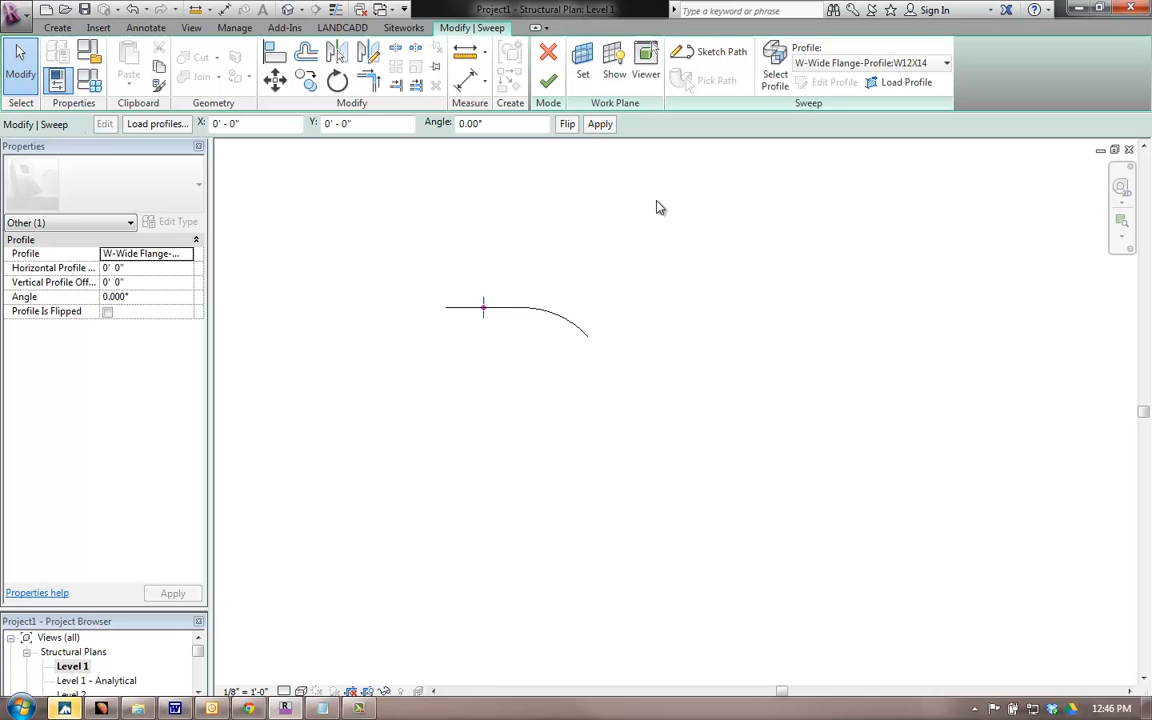 Project1 - Structural Plan: Level 1
Type a keyword or phrase
Sign In
Create
Insert
Annotate
View
Manage
Add-Ins
LANDCADD
Siteworks
Modify | Sweep
Modify
Paste
Cut
Join
Set
Show
Viewer
Sketch Path
Pick Path
Select
Profile
Profile:
W-Wide Flange-Profile:W12X14
Edit Profile
Load Profile
Select
Properties
Clipboard
Geometry
Modify
Measure
Create
Mode
Work Plane
Sweep
Modify | Sweep
Edit
Load profiles...
X: 0' - 0"
Y: 0' - 0"
Angle: 0.00°
Flip
Apply
Properties
Other (1)
Edit Type
Profile
Profile W-Wide Flange-...
Horizontal Profile ... 0' 0"
Vertical Profile Off... 0' 0"
Angle 0.000°
Profile Is Flipped
Properties help
Apply
Project1 - Project Browser
Views (all)
Structural Plans
Level 1
Level 1 - Analytical
Level 2
1/8" = 1'-0"
12:46 PM